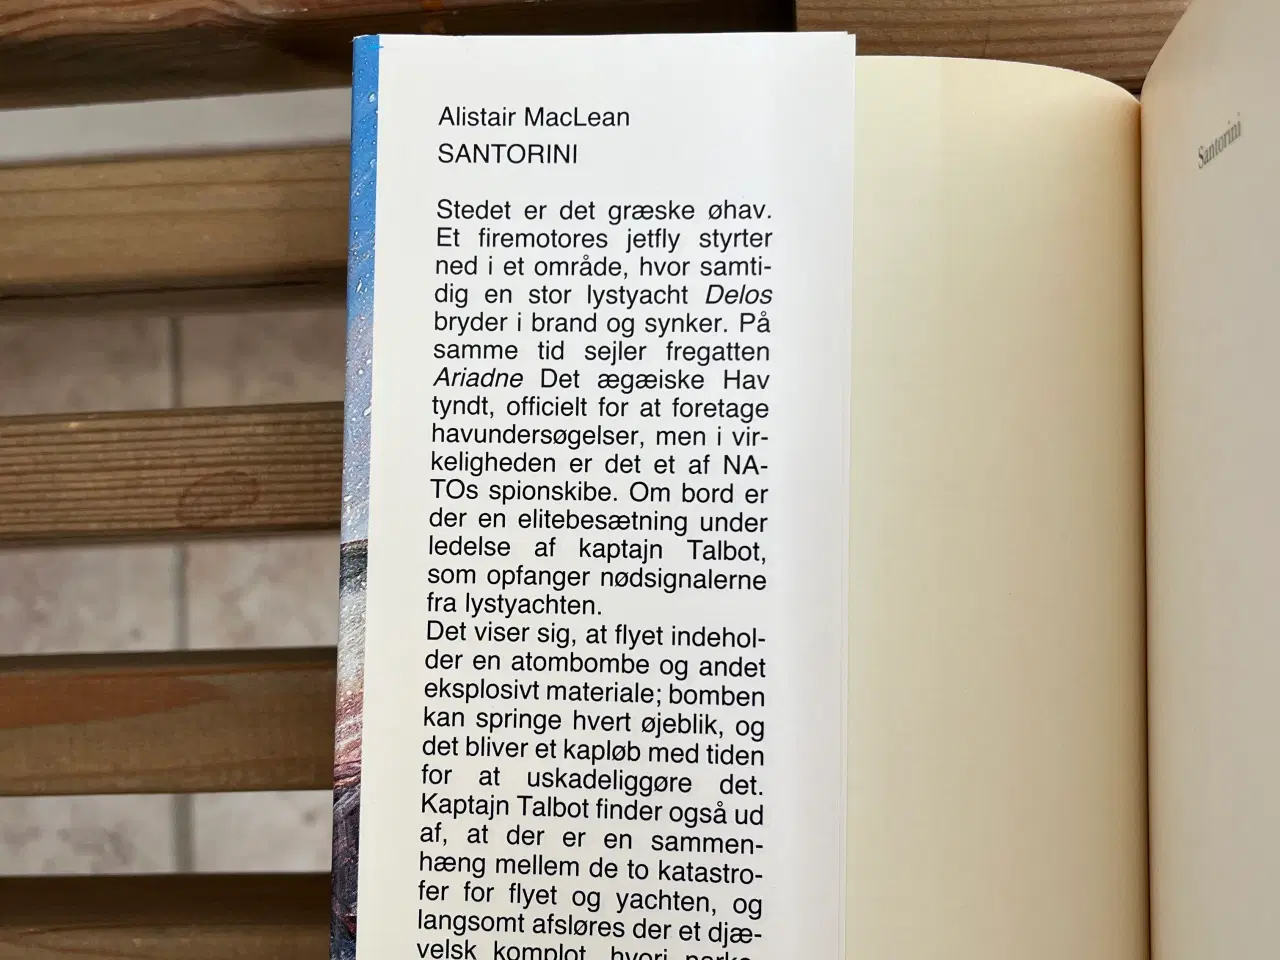 Alistair MacLean
SANTORINI
Stedet er det græske øhav.
Et firemotores jetfly styrter
ned i et område, hvor samti-
dig en stor lystyacht Delos
bryder i brand og synker. På
samme tid sejler fregatten
Ariadne Det ægæiske Hav
tyndt, officielt for at foretage
havundersøgelser, men i vir-
keligheden er det et af NA-
TOs spionskibe. Om bord er
der en elitebesætning under
ledelse af kaptajn Talbot,
som opfanger nødsignalerne
fra lystyachten.
Det viser sig, at flyet indehol-
der en atombombe og andet
eksplosivt materiale; bomben
kan springe hvert øjeblik, og
det bliver et kapløb med tiden
for at uskadeliggøre det.
Kaptajn Talbot finder også ud
af, at der er en sammen-
hæng mellem de to katastro-
fer for flyet og yachten, og
langsomt afsløres der et djæ-
velsk komplot, hvori narko-
Santorini